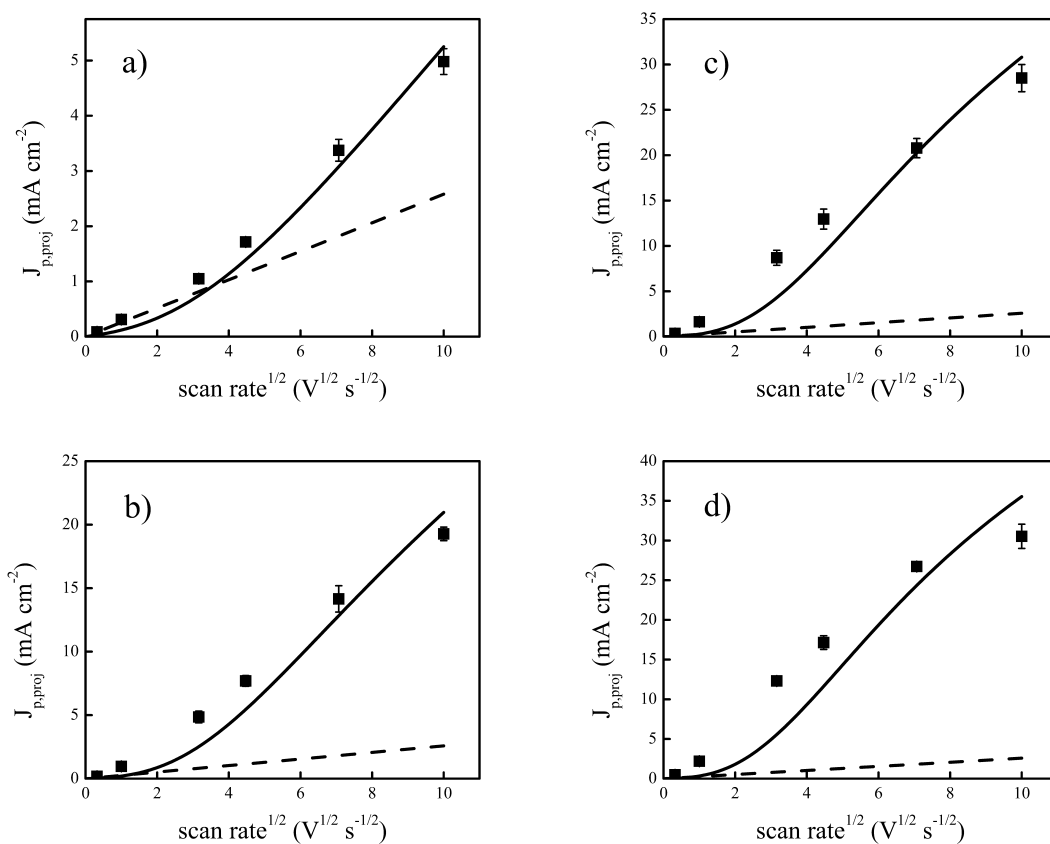 a)
5
4
3
2
1
0
J_{p,proj} (mA cm^{-2})
0 2 4 6 8 10
scan rate^{1/2} (V^{1/2} s^{-1/2})
c)
35
30
25
20
15
10
5
0
J_{p,proj} (mA cm^{-2})
0 2 4 6 8 10
scan rate^{1/2} (V^{1/2} s^{-1/2})
b)
25
20
15
10
5
0
J_{p,proj} (mA cm^{-2})
0 2 4 6 8 10
scan rate^{1/2} (V^{1/2} s^{-1/2})
d)
40
35
30
25
20
15
10
5
0
J_{p,proj} (mA cm^{-2})
0 2 4 6 8 10
scan rate^{1/2} (V^{1/2} s^{-1/2})